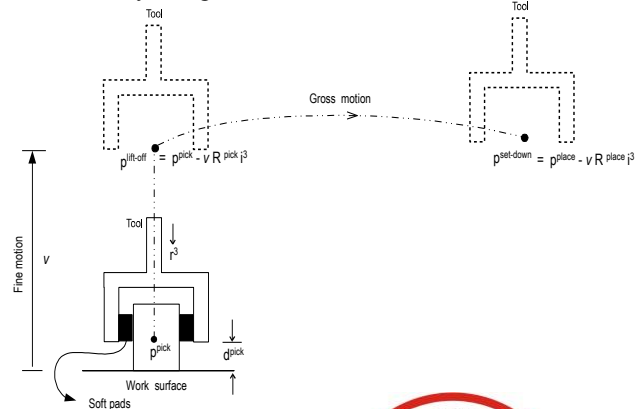 Tool
Tool
Gross motion
p^lift-off = p^pick - v R^pick i^3
p^set-down = p^place - v R^place i^3
Fine motion
v
Tool
r^3
p^pick
d^pick
Work surface
Soft pads